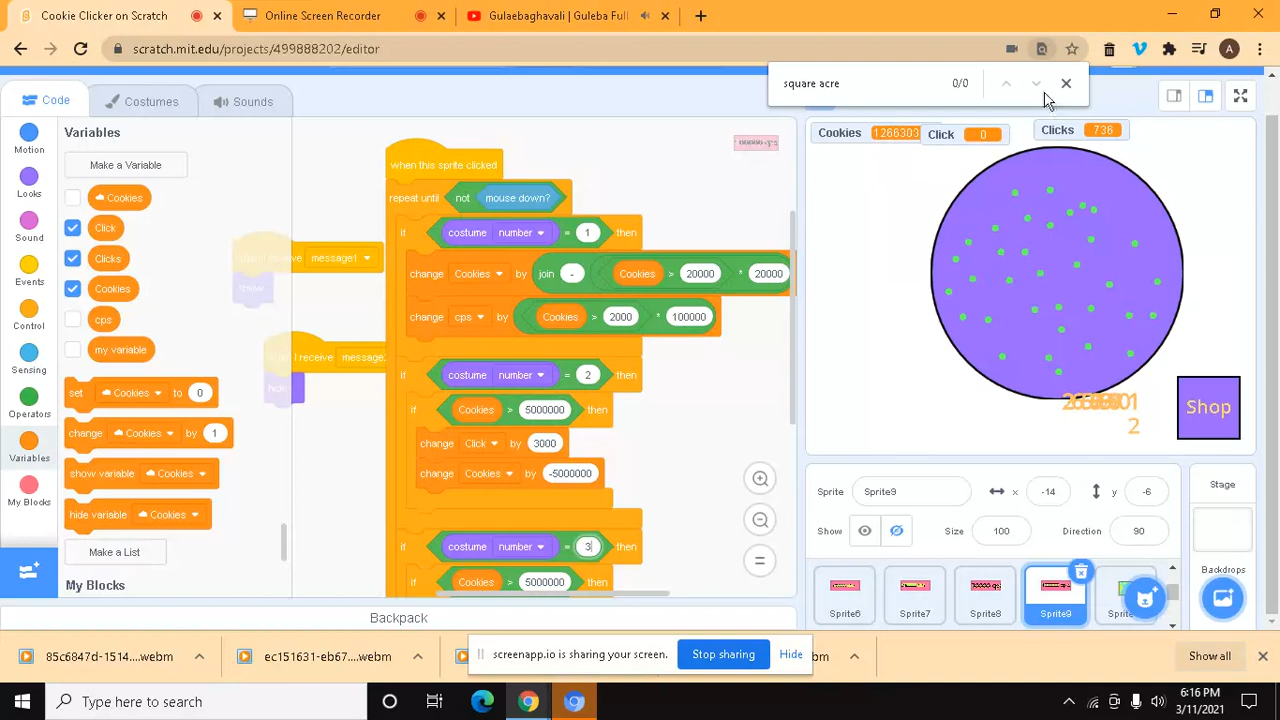 Cookie Clicker on Scratch
Online Screen Recorder
Gulaebaghavali | Guleba Full
scratch.mit.edu/projects/499888202/editor
A
square acre 0/0
Code Costumes Sounds
Motion
Looks
Sound
Events
Control
Sensing
Operators
Variables
My Blocks
Variables
Make a Variable
Cookies
Click
Clicks
Cookies
cps
my variable
set Cookies to 0
change Cookies by 1
show variable Cookies
hide variable Cookies
Make a List
My Blocks
message1
receive message
hide
when this sprite clicked
repeat until not mouse down?
if costume number = 1 then
change Cookies by join - Cookies > 20000 * 20000
change cps by Cookies > 2000 * 100000
if costume number = 2 then
if Cookies > 5000000 then
change Click by 3000
change Cookies by -5000000
if costume number = 3 then
if Cookies > 5000000 then
Backpack
Cookies 1266303
Click 0
Clicks 736
2
Shop
Sprite Sprite9 x -14 y -6
Show Size 100 Direction 90
Sprite6
Sprite7
Sprite8
Sprite9
Stage
Backdrops
85c6847d-1514....webm
ec151631-eb67....webm
screenapp.io is sharing your screen. Stop sharing Hide
Show all
Type here to search
6:16 PM
3/11/2021